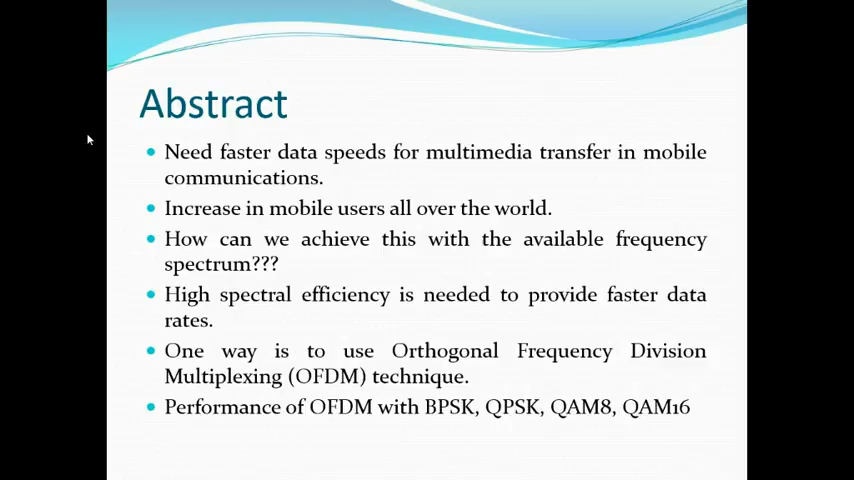 Abstract
Need faster data speeds for multimedia transfer in mobile
communications.
Increase in mobile users all over the world.
How can we achieve this with the available frequency
spectrum???
High spectral efficiency is needed to provide faster data
rates.
One way is to use Orthogonal Frequency Division
Multiplexing (OFDM) technique.
Performance of OFDM with BPSK, QPSK, QAM8, QAM16